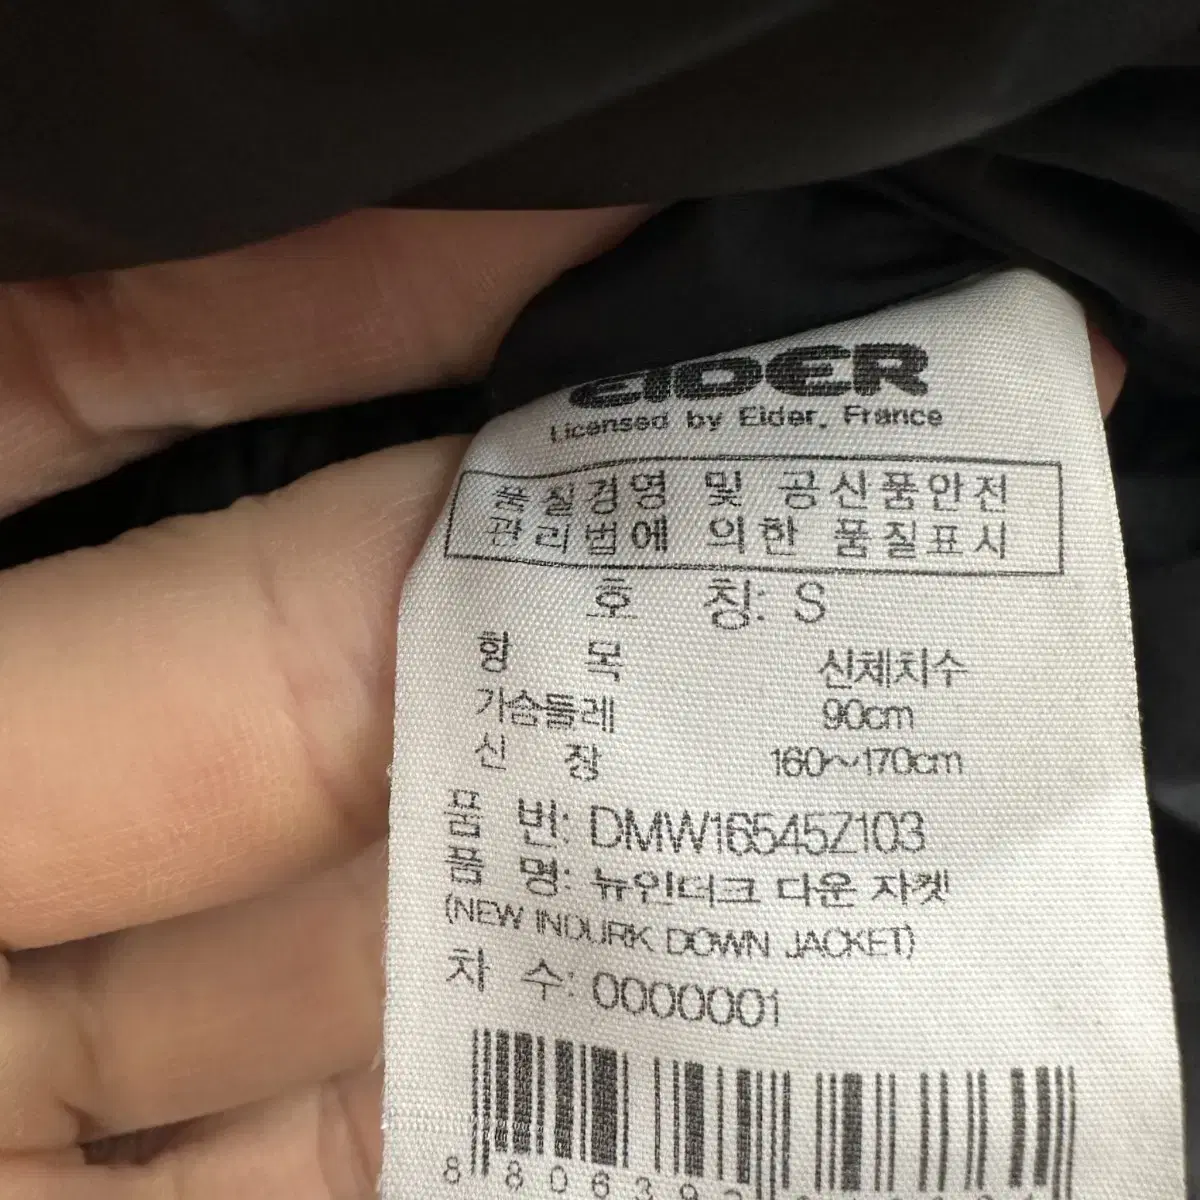 EIDER
Licensed by Eider, France
품질경영 및 공산품안전
관리법에 의한 품질표시
호 칭: S
항 목 신체치수
가슴둘레 90cm
신 장 160~170cm
품 번: DMW16545Z103
품 명: 뉴인더크 다운 자켓
(NEW INDURK DOWN JACKET)
차 수: 0000001
8 806392